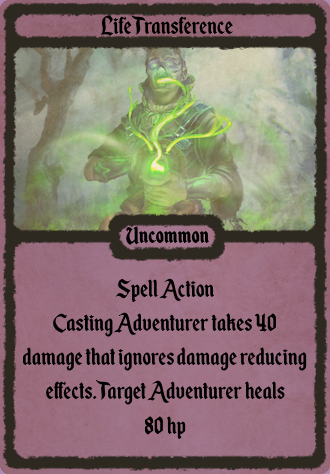 Life Transference
Uncommon
Spell Action
Casting Adventurer takes 40
damage that ignores damage reducing
effects. Target Adventurer heals
80 hp